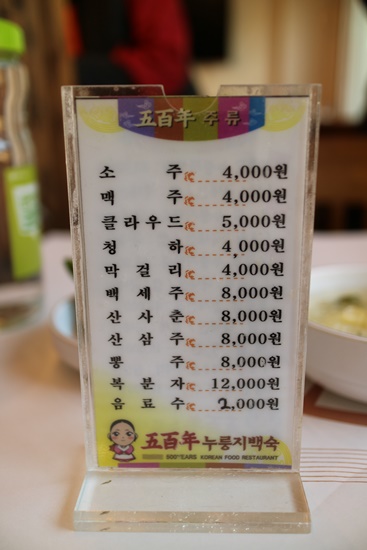 五百年 주류
소 주 4,000원
맥 주 4,000원
클라우드 5,000원
청 하 4,000원
막 걸 리 4,000원
백 세 주 8,000원
산 사 춘 8,000원
산 삼 주 8,000원
뽕 주 8,000원
복 분 자 12,000원
음 료 수 2,000원
五百年 누룽지백숙
500YEARS KOREAN FOOD RESTAURANT